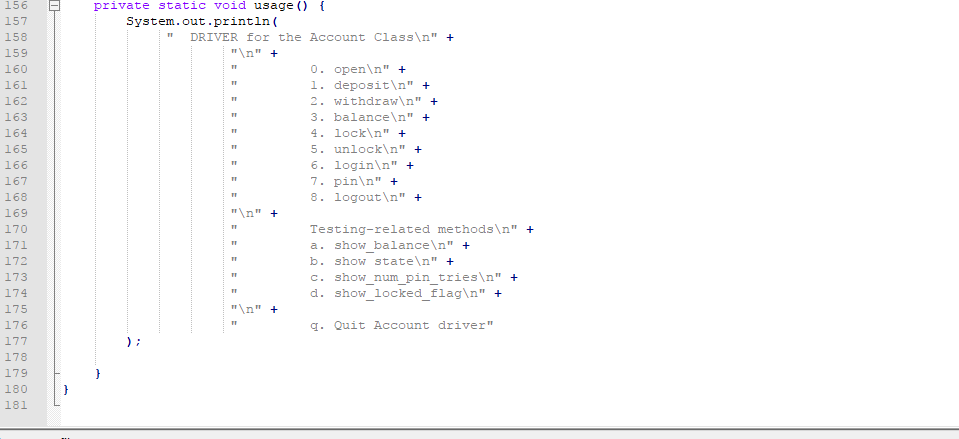 156 private static void usage() {
157 System.out.println(
158 " DRIVER for the Account Class\n" +
159 "\n" +
160 " 0. open\n" +
161 " 1. deposit\n" +
162 " 2. withdraw\n" +
163 " 3. balance\n" +
164 " 4. lock\n" +
165 " 5. unlock\n" +
166 " 6. login\n" +
167 " 7. pin\n" +
168 " 8. logout\n" +
169 "\n" +
170 " Testing-related methods\n" +
171 " a. show_balance\n" +
172 " b. show_state\n" +
173 " c. show_num_pin_tries\n" +
174 " d. show_locked_flag\n" +
175 "\n" +
176 " q. Quit Account driver"
177 );
178
179 }
180 }
181